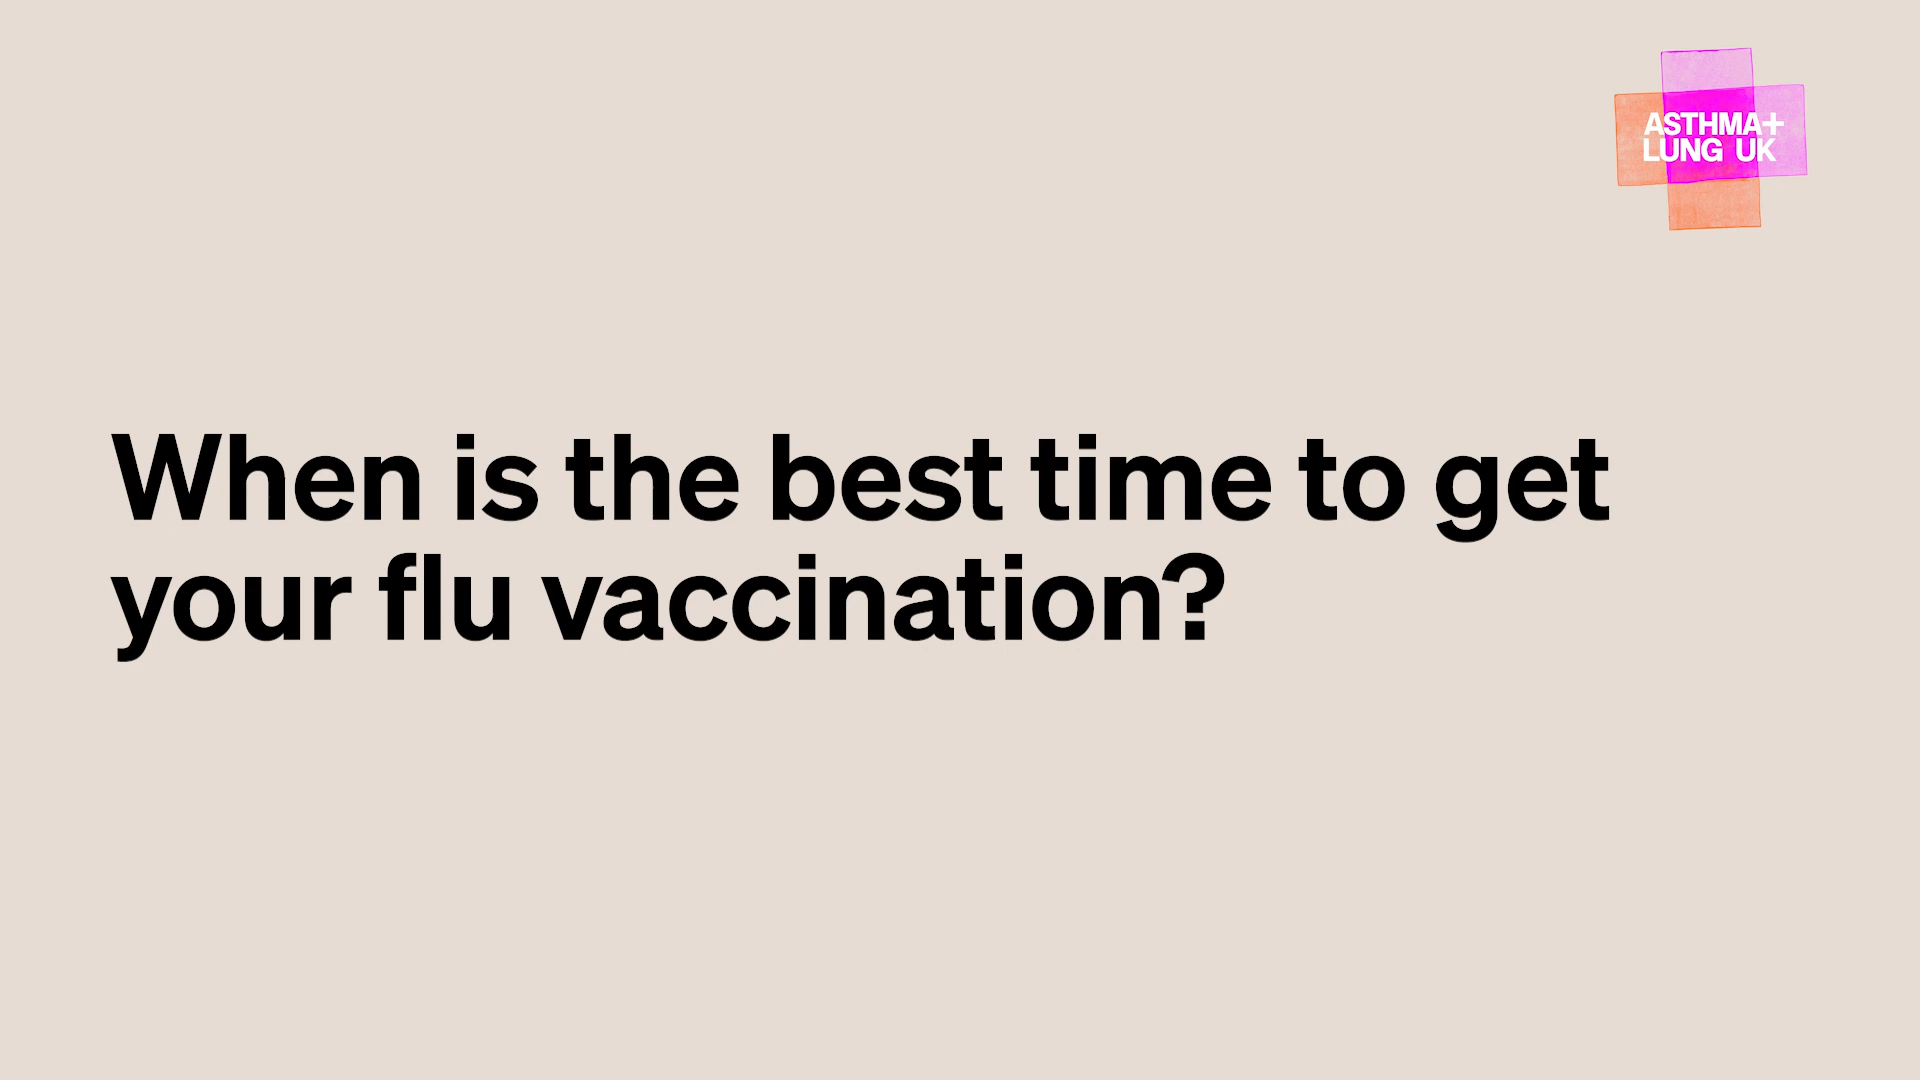 ASTHMA+
LUNG UK
When is the best time to get
your flu vaccination?